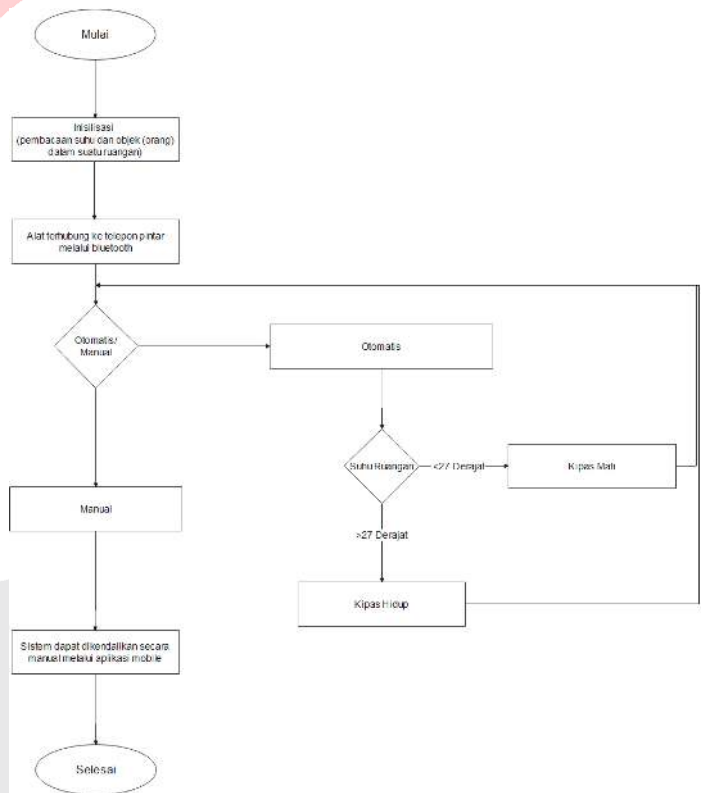 Mulai
Inisilisasi
(pembacaan suhu dan objek (orang)
dalam suatu ruangan)
Alat terhubung ke telepon pintar
melalui bluetooth
Otomatis/
Manual
Otomatis
Suhu Ruangan
<27 Derajat
Kipas Mati
>27 Derajat
Kipas Hidup
Manual
Sistem dapat dikendalikan secara
manual melalui aplikasi mobile
Selesai